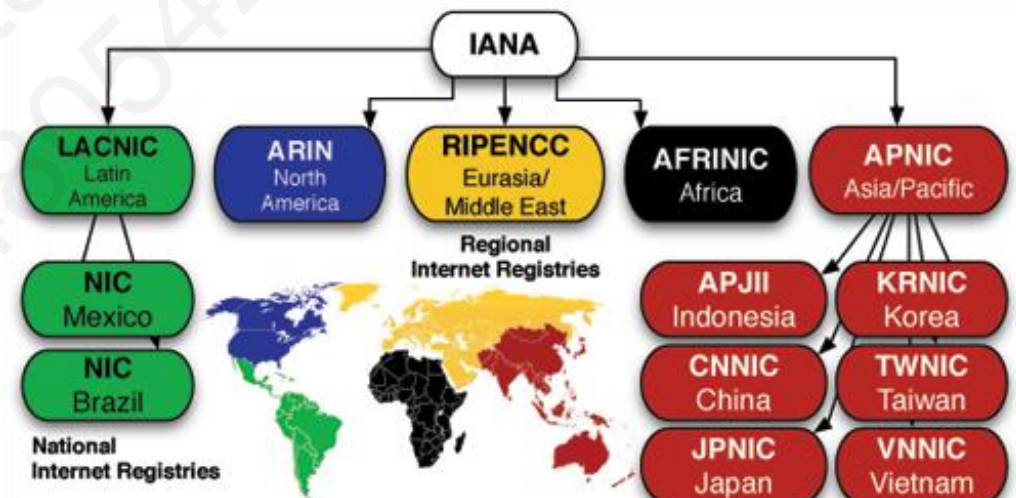 IANA
LACNIC
Latin
America
ARIN
North
America
RIPENCC
Eurasia/
Middle East
AFRINIC
Africa
APNIC
Asia/Pacific
Regional
Internet Registries
NIC
Mexico
NIC
Brazil
National
Internet Registries
APJII
Indonesia
KRNIC
Korea
CNNIC
China
TWNIC
Taiwan
JPNIC
Japan
VNNIC
Vietnam